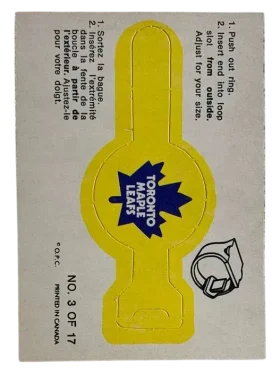 1. Push out ring.
2. Insert end into loop
slot from outside.
Adjust for your size.
1. Sortez la bague.
2. Insérez l'extrémité
dans la fente de la
boucle à partir de
l'extérieur. Ajustez-le
pour votre doigt.
TORONTO
MAPLE
LEAFS
© O.P.C.
NO. 3 OF 17
PRINTED IN CANADA